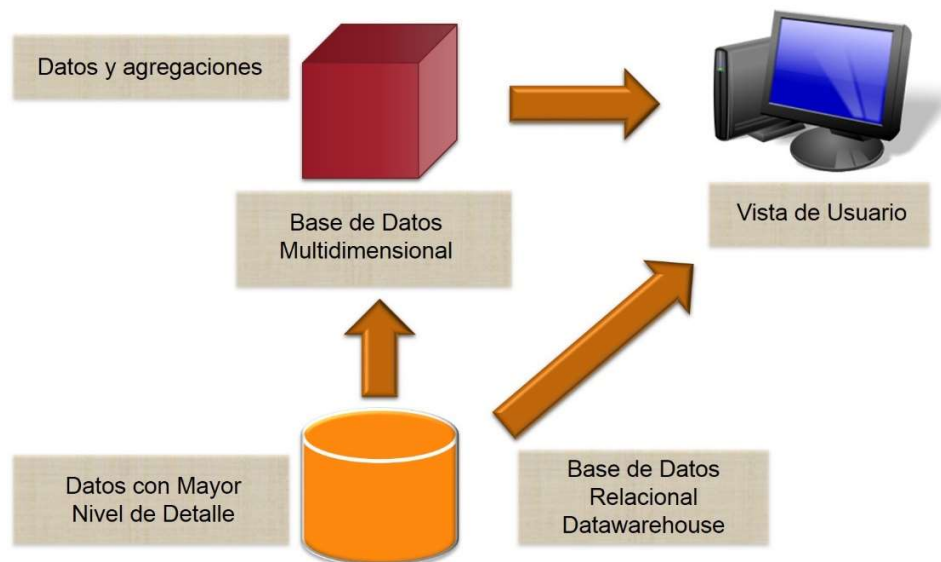 Datos y agregaciones
Base de Datos
Multidimensional
Vista de Usuario
Datos con Mayor
Nivel de Detalle
Base de Datos
Relacional
Datawarehouse